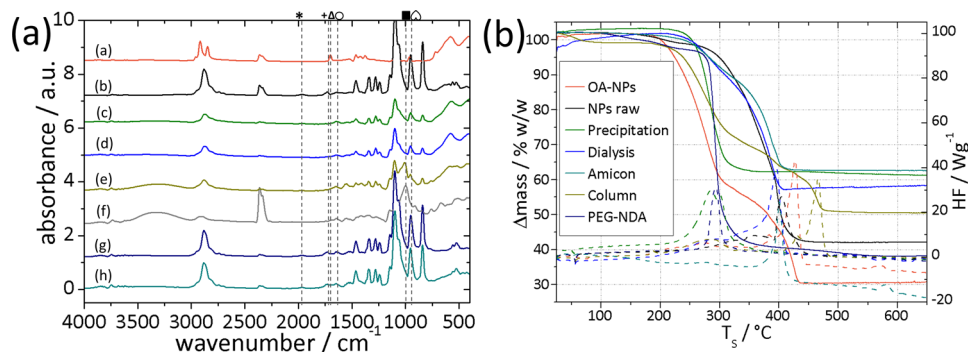 (a)
* +Δ○ ■
10
8
6
4
2
0
absorbance / a.u.
(a)
(b)
(c)
(d)
(e)
(f)
(g)
(h)
4000 3500 3000 2500 2000 1500 1000 500
wavenumber / cm⁻¹
(b)
100
90
80
70
60
50
40
30
Δmass / % w/w
OA-NPs
NPs raw
Precipitation
Dialysis
Amicon
Column
PEG-NDA
100
80
60
40
20
0
-20
HF / Wg⁻¹
100 200 300 400 500 600
Tₛ / °C